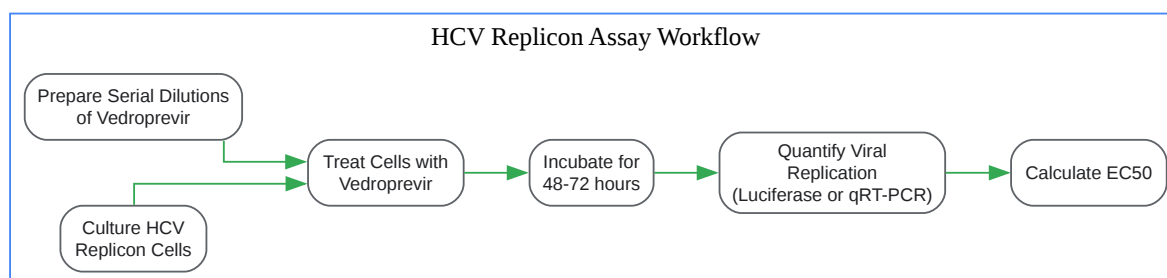 HCV Replicon Assay Workflow
Prepare Serial Dilutions
of Vedroprevir
Culture HCV
Replicon Cells
Treat Cells with
Vedroprevir
Incubate for
48-72 hours
Quantify Viral
Replication
(Luciferase or qRT-PCR)
Calculate EC50